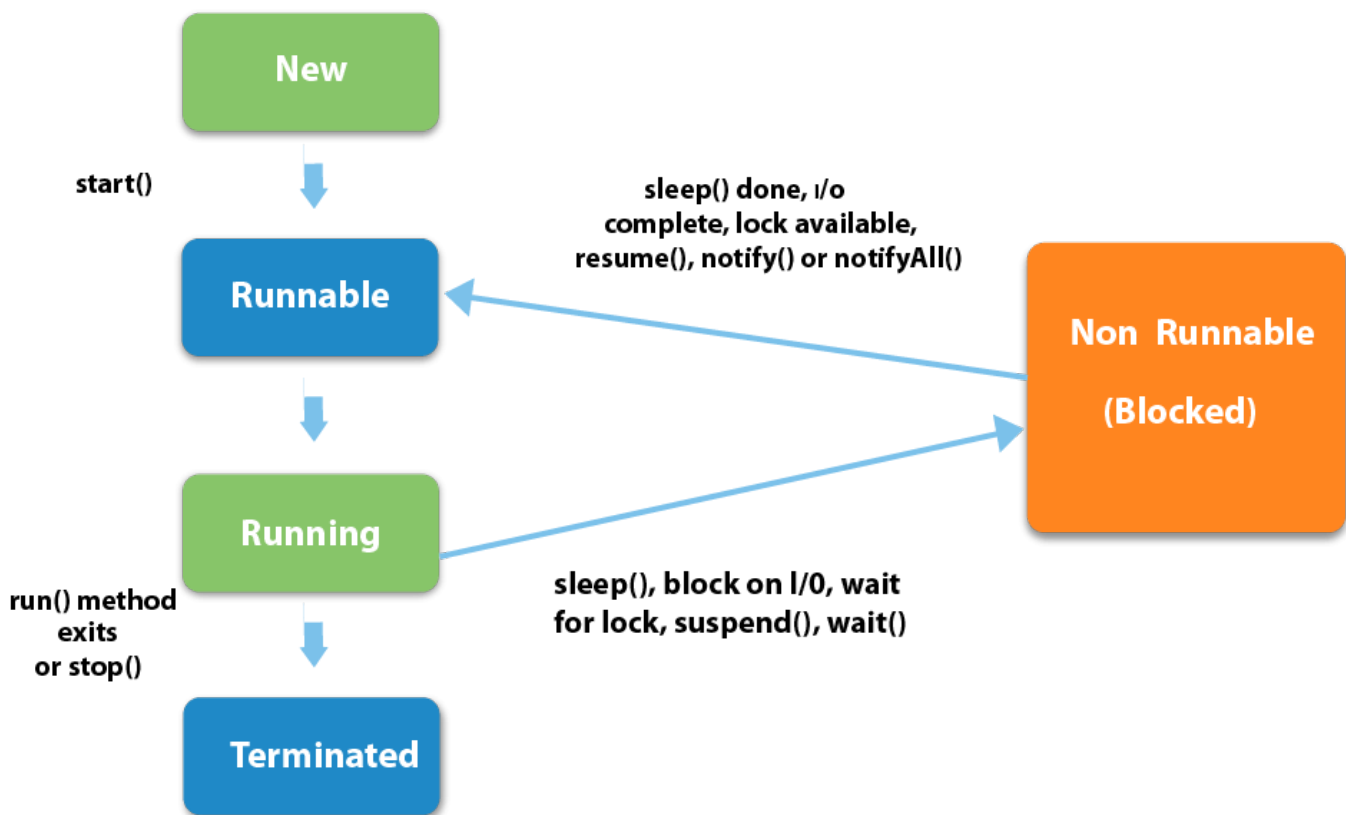 New
start()
sleep() done, I/o
complete, lock available,
resume(), notify() or notifyAll()
Runnable
Non Runnable
(Blocked)
Running
sleep(), block on I/0, wait
for lock, suspend(), wait()
run() method
exits
or stop()
Terminated